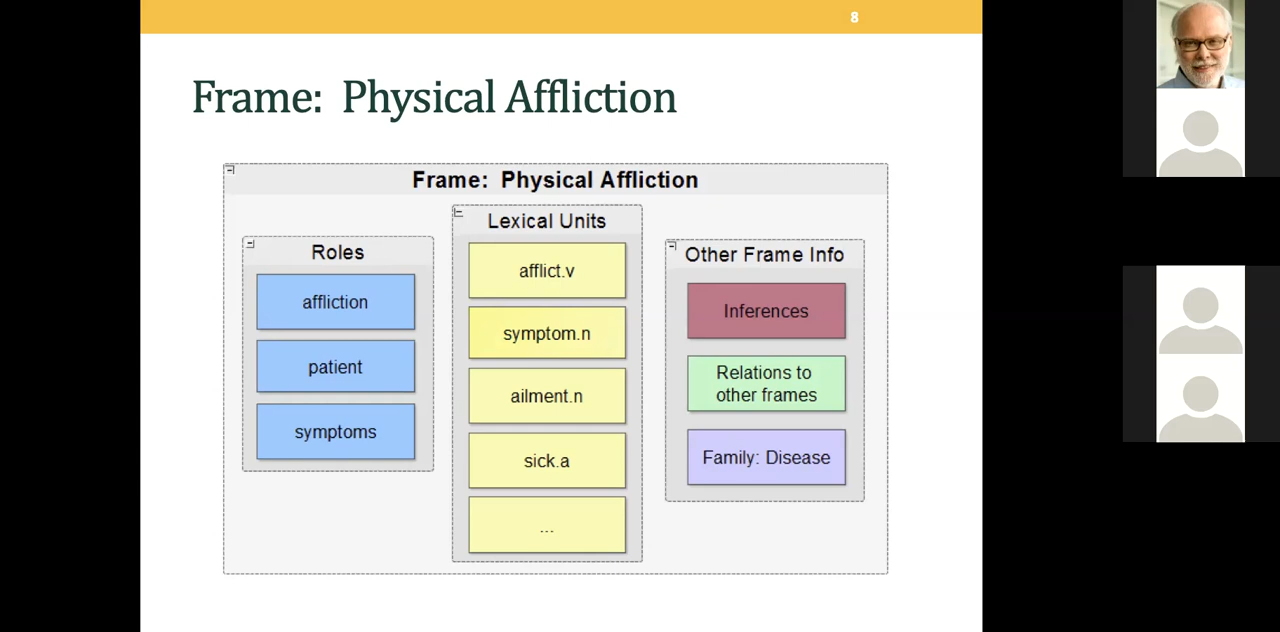 8
Frame: Physical Affliction
Frame: Physical Affliction
Roles
affliction
patient
symptoms
Lexical Units
afflict.v
symptom.n
ailment.n
sick.a
...
Other Frame Info
Inferences
Relations to
other frames
Family: Disease